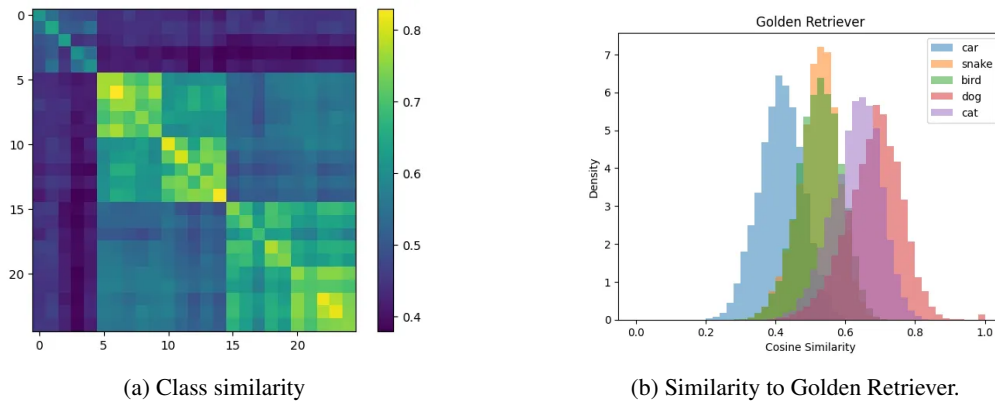 0
5
10
15
20
0 5 10 15 20
0.8
0.7
0.6
0.5
0.4
(a) Class similarity
Golden Retriever
7
6
5
4
3
2
1
0
Density
0.0 0.2 0.4 0.6 0.8 1.0
Cosine Similarity
car
snake
bird
dog
cat
(b) Similarity to Golden Retriever.